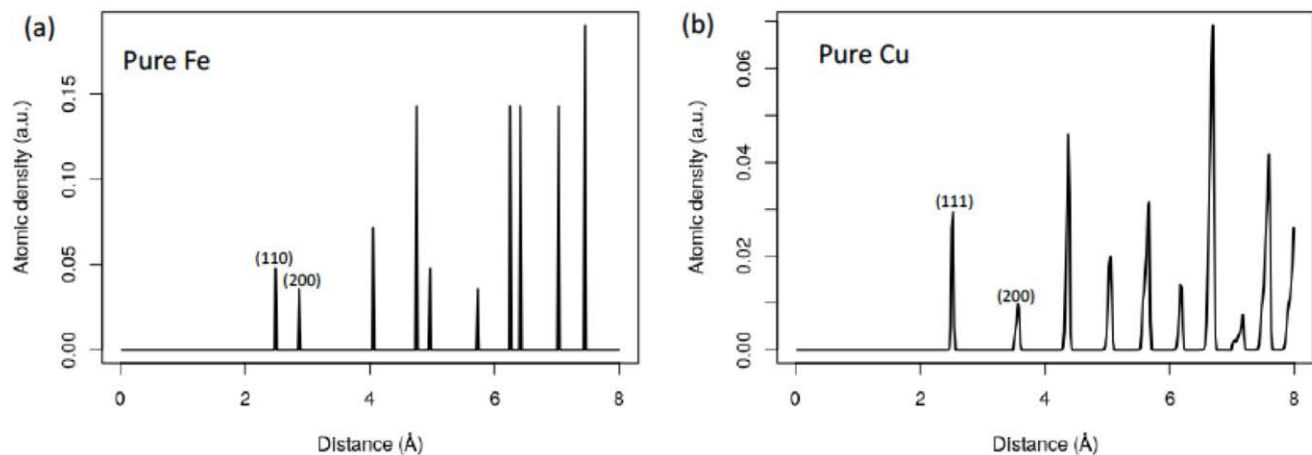 (a)
Pure Fe
Atomic density (a.u.)
0.15
0.10
0.05
0.00
(110)
(200)
0 2 4 6 8
Distance (Å)
(b)
Pure Cu
Atomic density (a.u.)
0.06
0.04
0.02
0.00
(111)
(200)
0 2 4 6 8
Distance (Å)